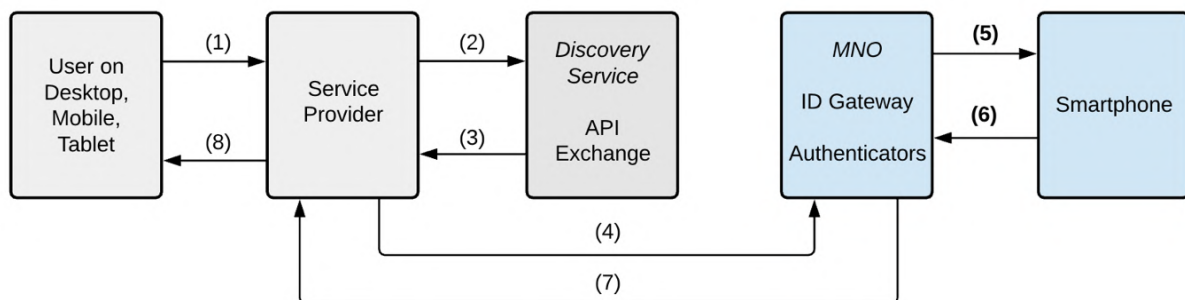 (1)
(2)
(5)
User on
Desktop,
Mobile,
Tablet
Service
Provider
Discovery
Service
API
Exchange
MNO
ID Gateway
Authenticators
Smartphone
(8)
(3)
(6)
(4)
(7)